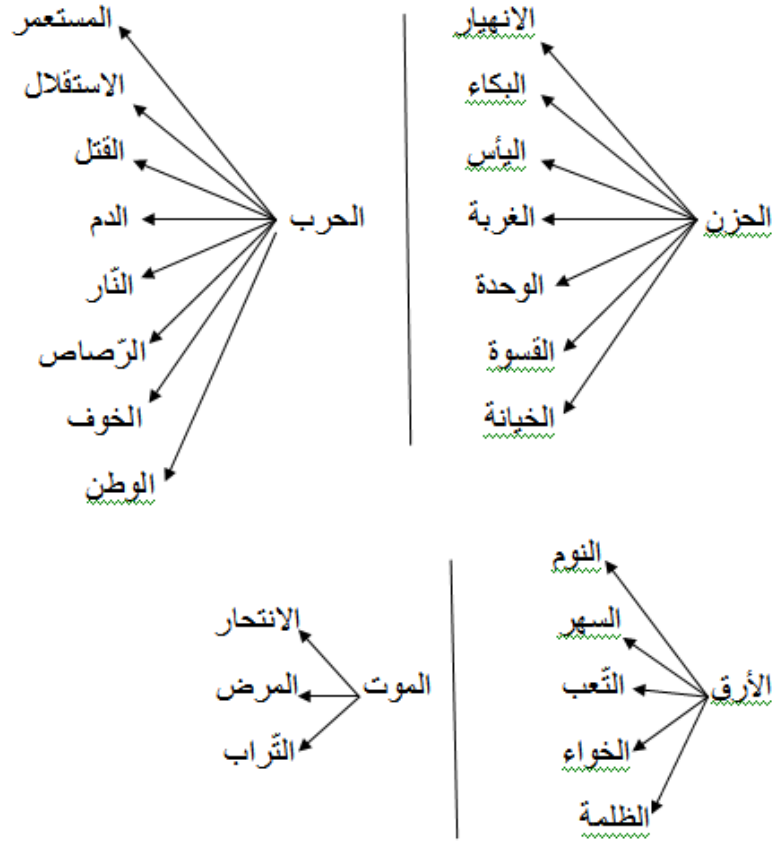 الحزن
الانهيار
البكاء
اليأس
الغربة
الوحدة
القسوة
الخيانة
الحرب
المستعمر
الاستقلال
القتل
الدم
النّار
الرّصاص
الخوف
الوطن
الأرق
النوم
السهر
التّعب
الخواء
الظلمة
الموت
الانتحار
المرض
التّراب